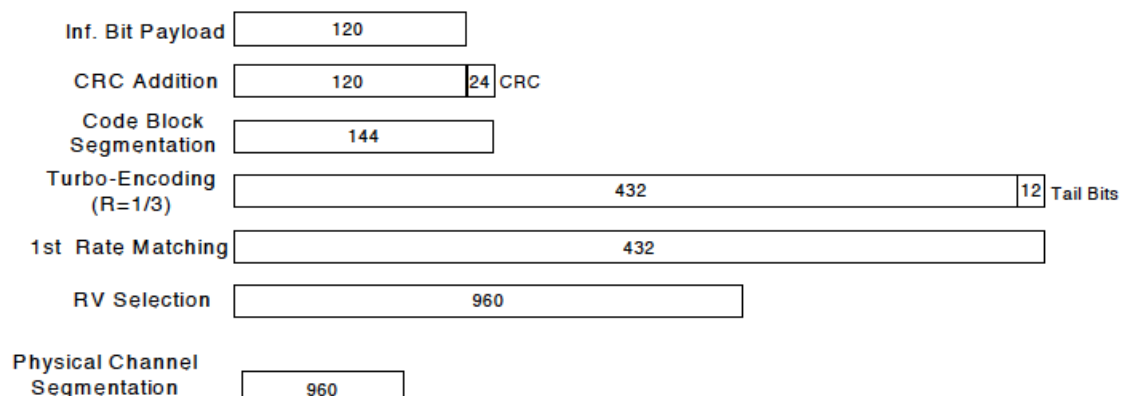 Inf. Bit Payload 120
CRC Addition 120 24 CRC
Code Block
Segmentation 144
Turbo-Encoding
(R=1/3) 432 12 Tail Bits
1st Rate Matching 432
RV Selection 960
Physical Channel
Segmentation 960